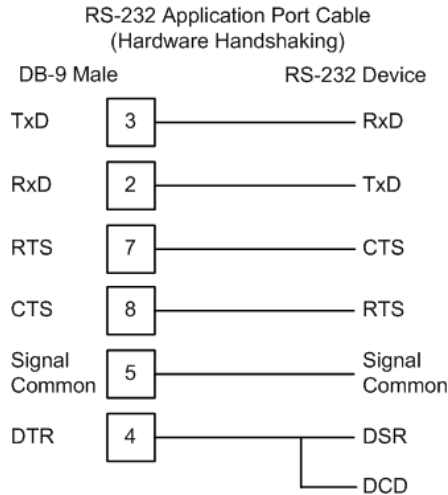 RS-232 Application Port Cable
(Hardware Handshaking)
DB-9 Male RS-232 Device
TxD 3 RxD
RxD 2 TxD
RTS 7 CTS
CTS 8 RTS
Signal Common 5 Signal Common
DTR 4 DSR
DCD